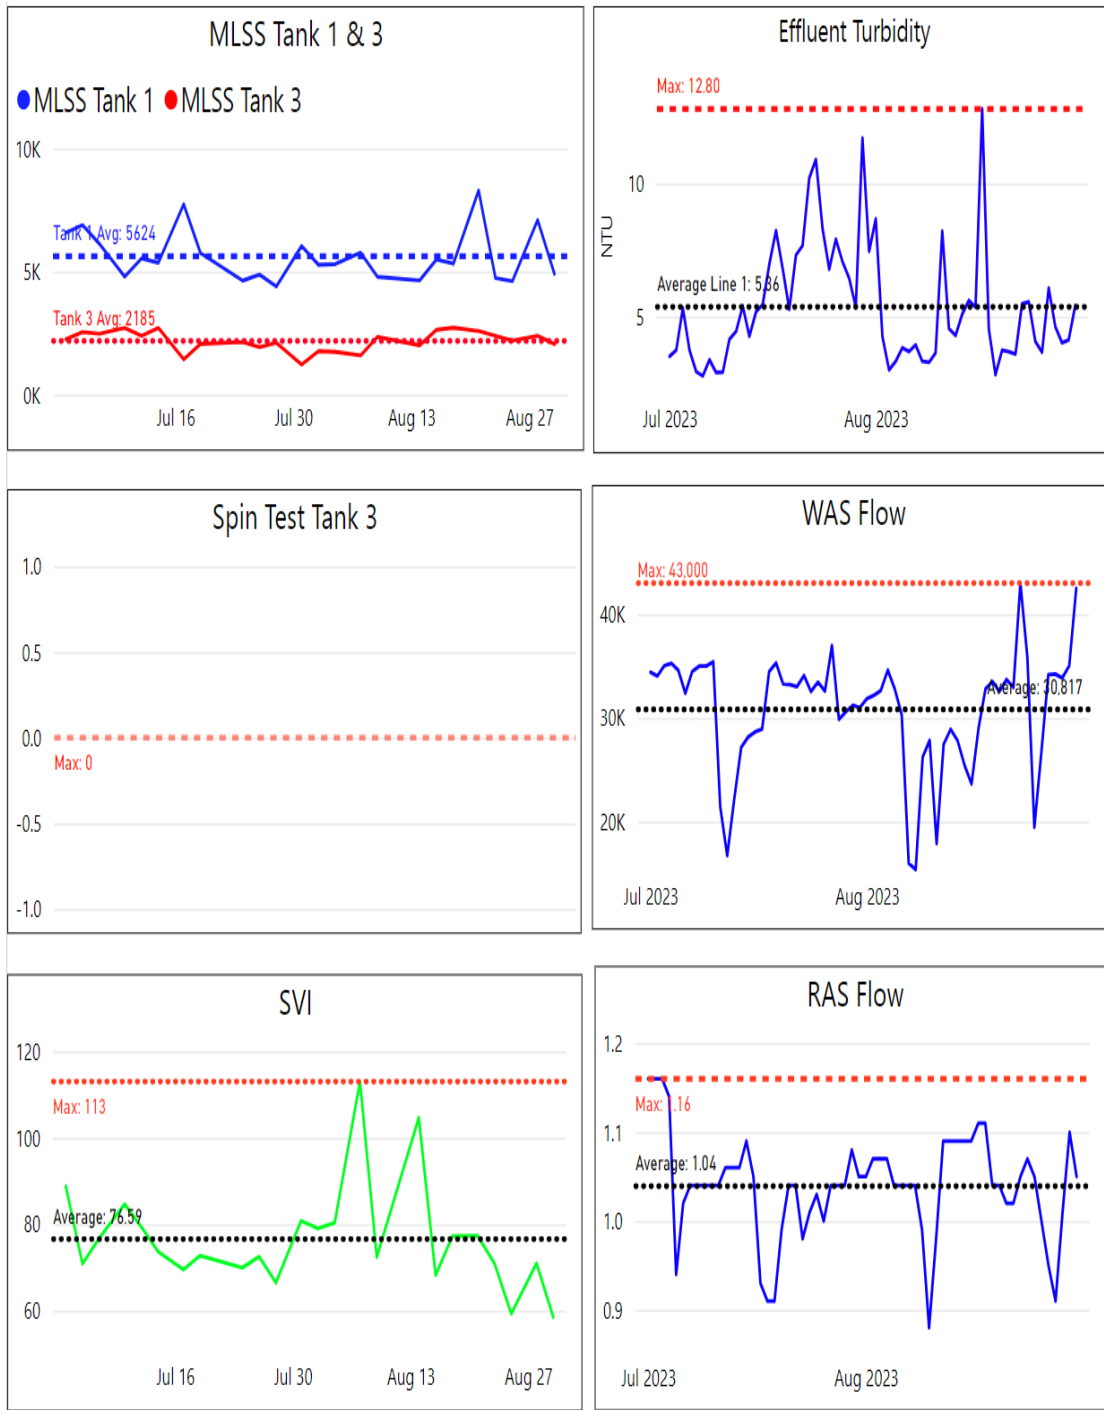 MLSS Tank 1 & 3
MLSS Tank 1 MLSS Tank 3
10K
Tank 1 Avg: 5624
5K
Tank 3 Avg: 2185
0K
Jul 16 Jul 30 Aug 13 Aug 27
Effluent Turbidity
Max: 12.80
10
NTU
Average Line 1: 5.36
5
Jul 2023 Aug 2023
Spin Test Tank 3
1.0
0.5
0.0
Max: 0
-0.5
-1.0
WAS Flow
Max: 43,000
40K
Average: 30,817
30K
20K
Jul 2023 Aug 2023
SVI
120
Max: 113
100
Average: 76.59
80
60
Jul 16 Jul 30 Aug 13 Aug 27
RAS Flow
1.2
Max: 1.16
1.1
Average: 1.04
1.0
0.9
Jul 2023 Aug 2023